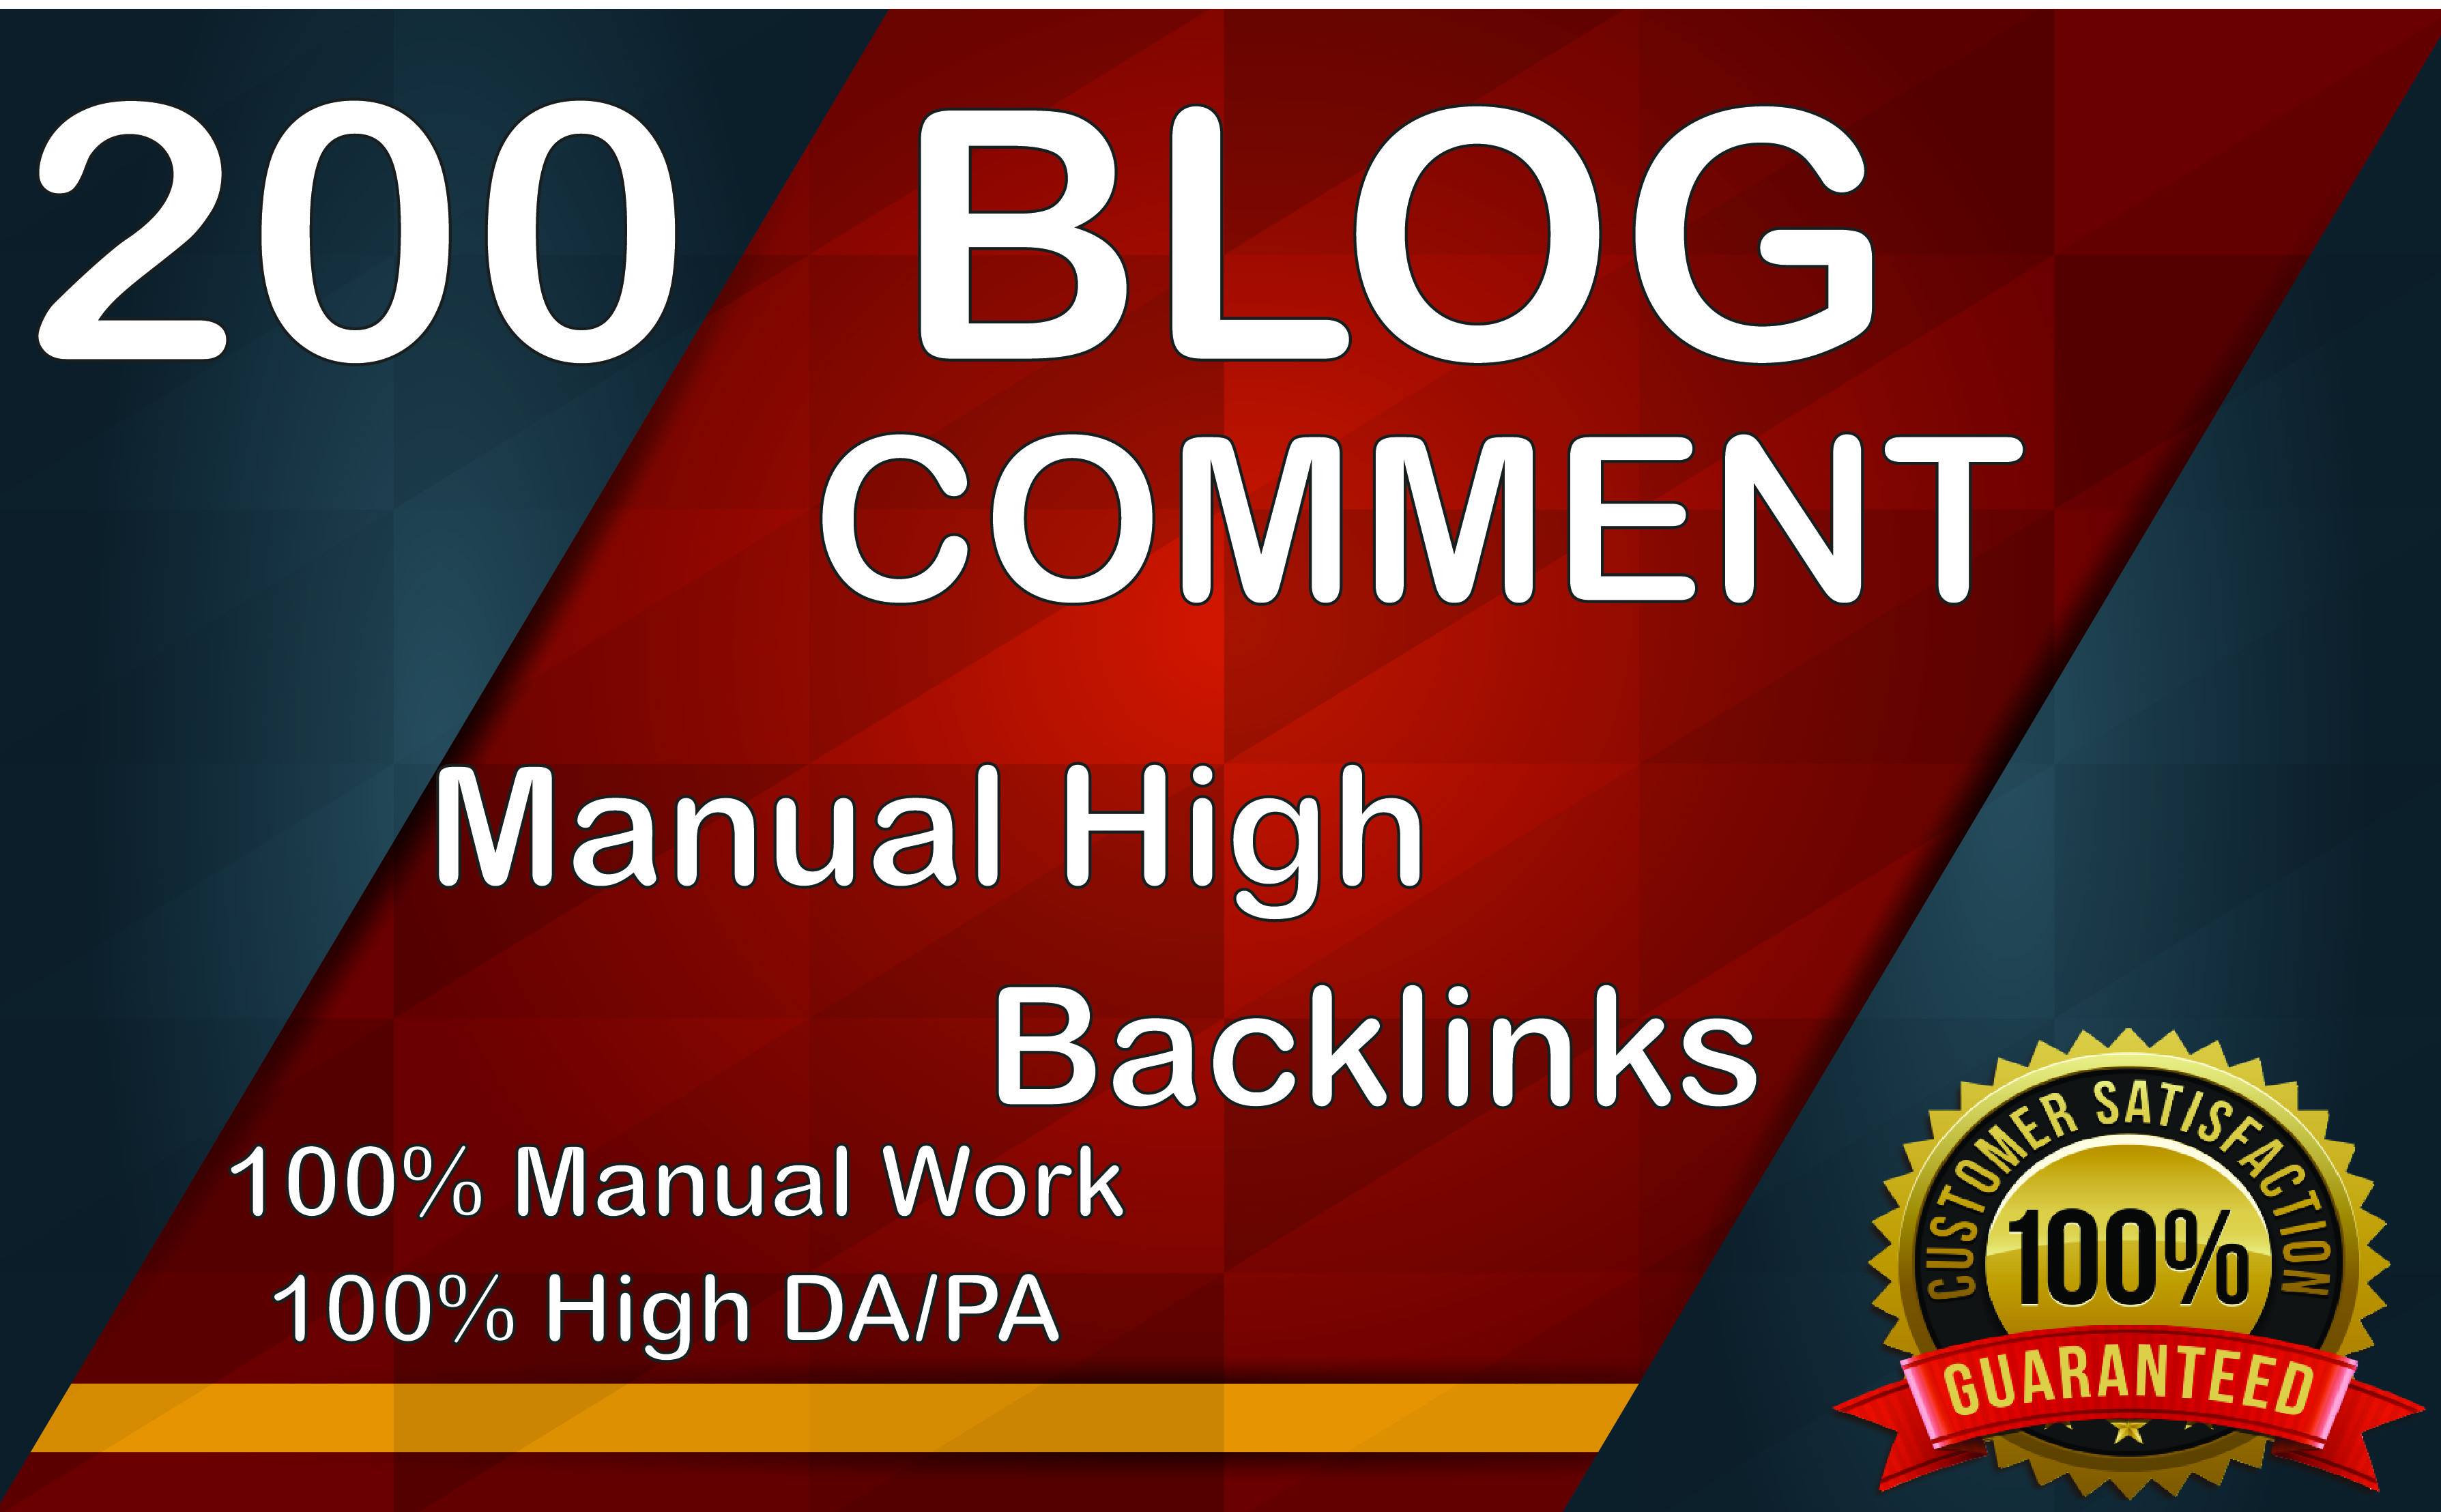 200 BLOG
COMMENT
Manual High
Backlinks
100% Manual Work
100% High DA/PA
CUSTOMER SATISFACTION
100%
GUARANTEED